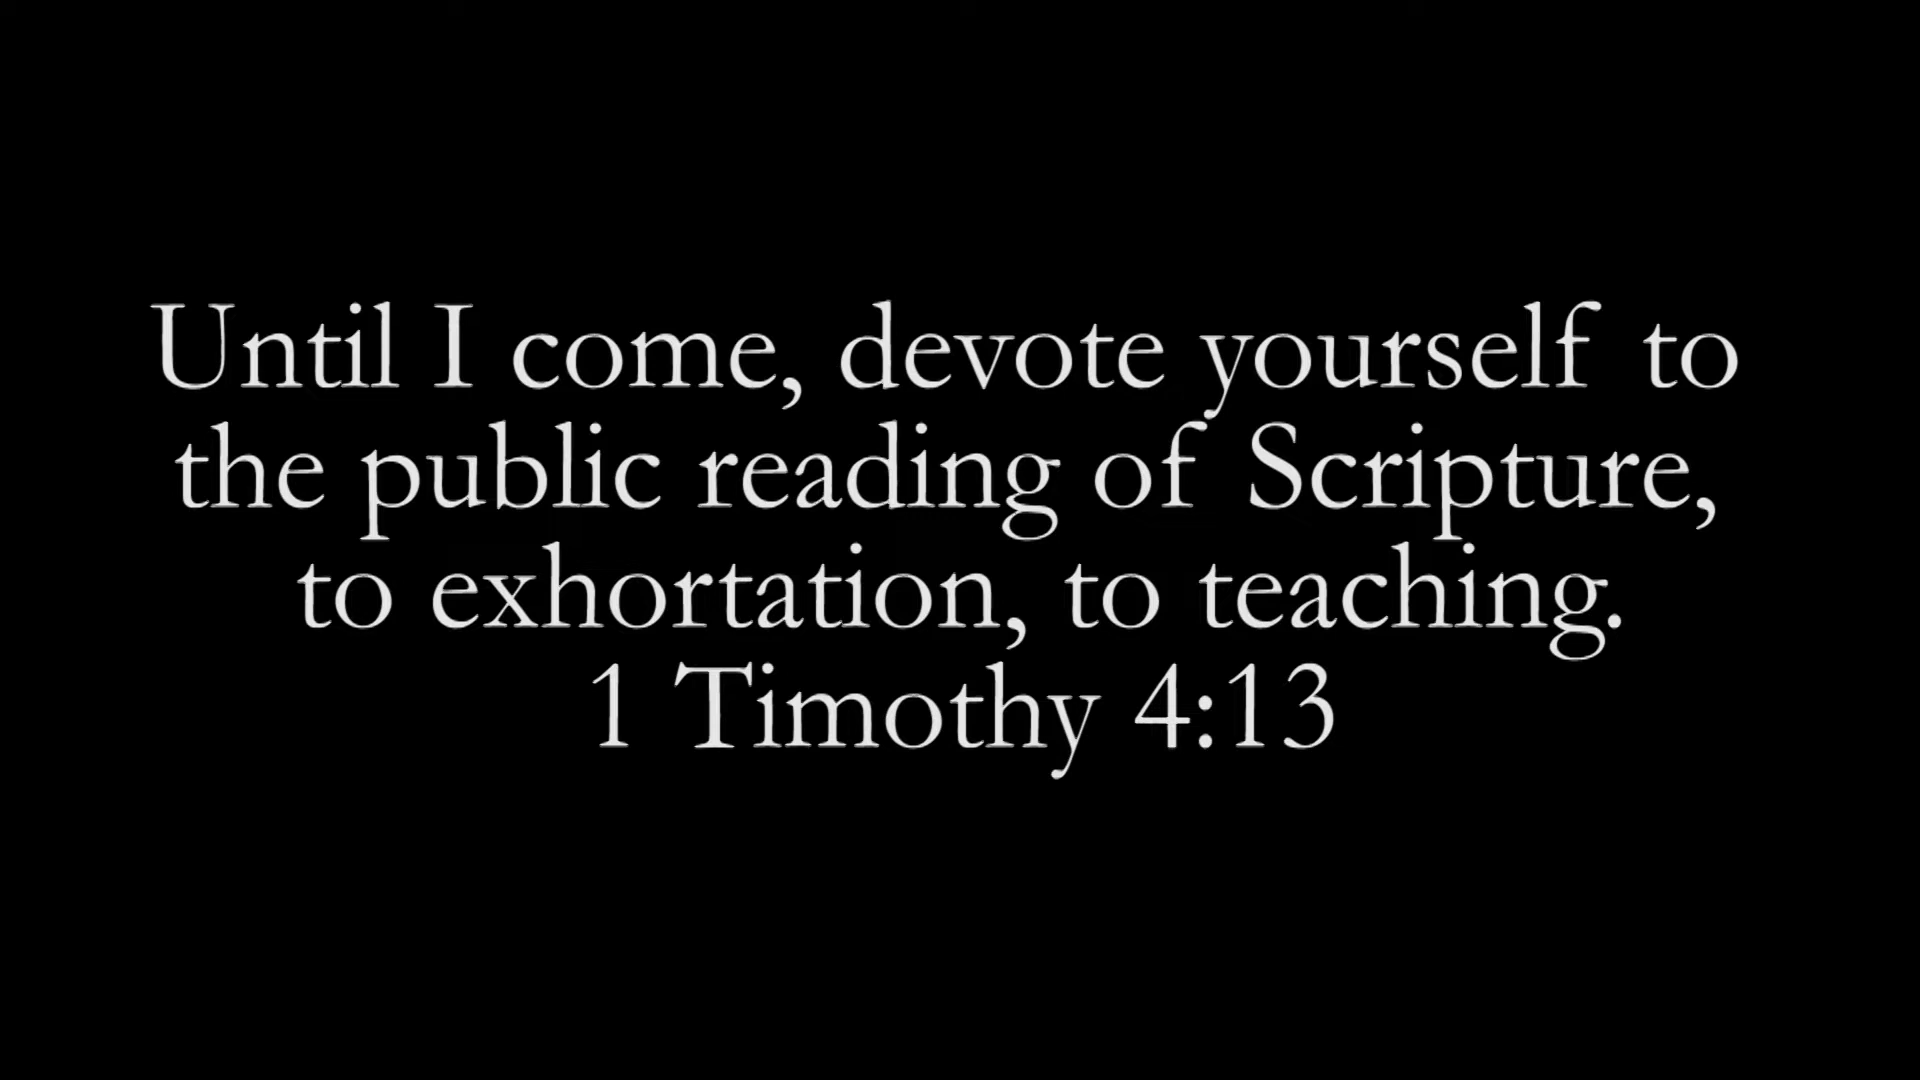 Until I come, devote yourself to
the public reading of Scripture,
to exhortation, to teaching.
1 Timothy 4:13